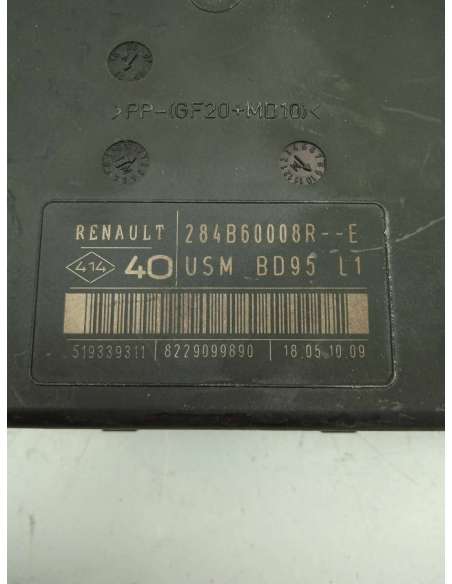 >PP-(GF20+MD10)<
RENAULT 284B60008R--E
414 40 USM BD95 L1
519339311 8229099890 18.05.10.09